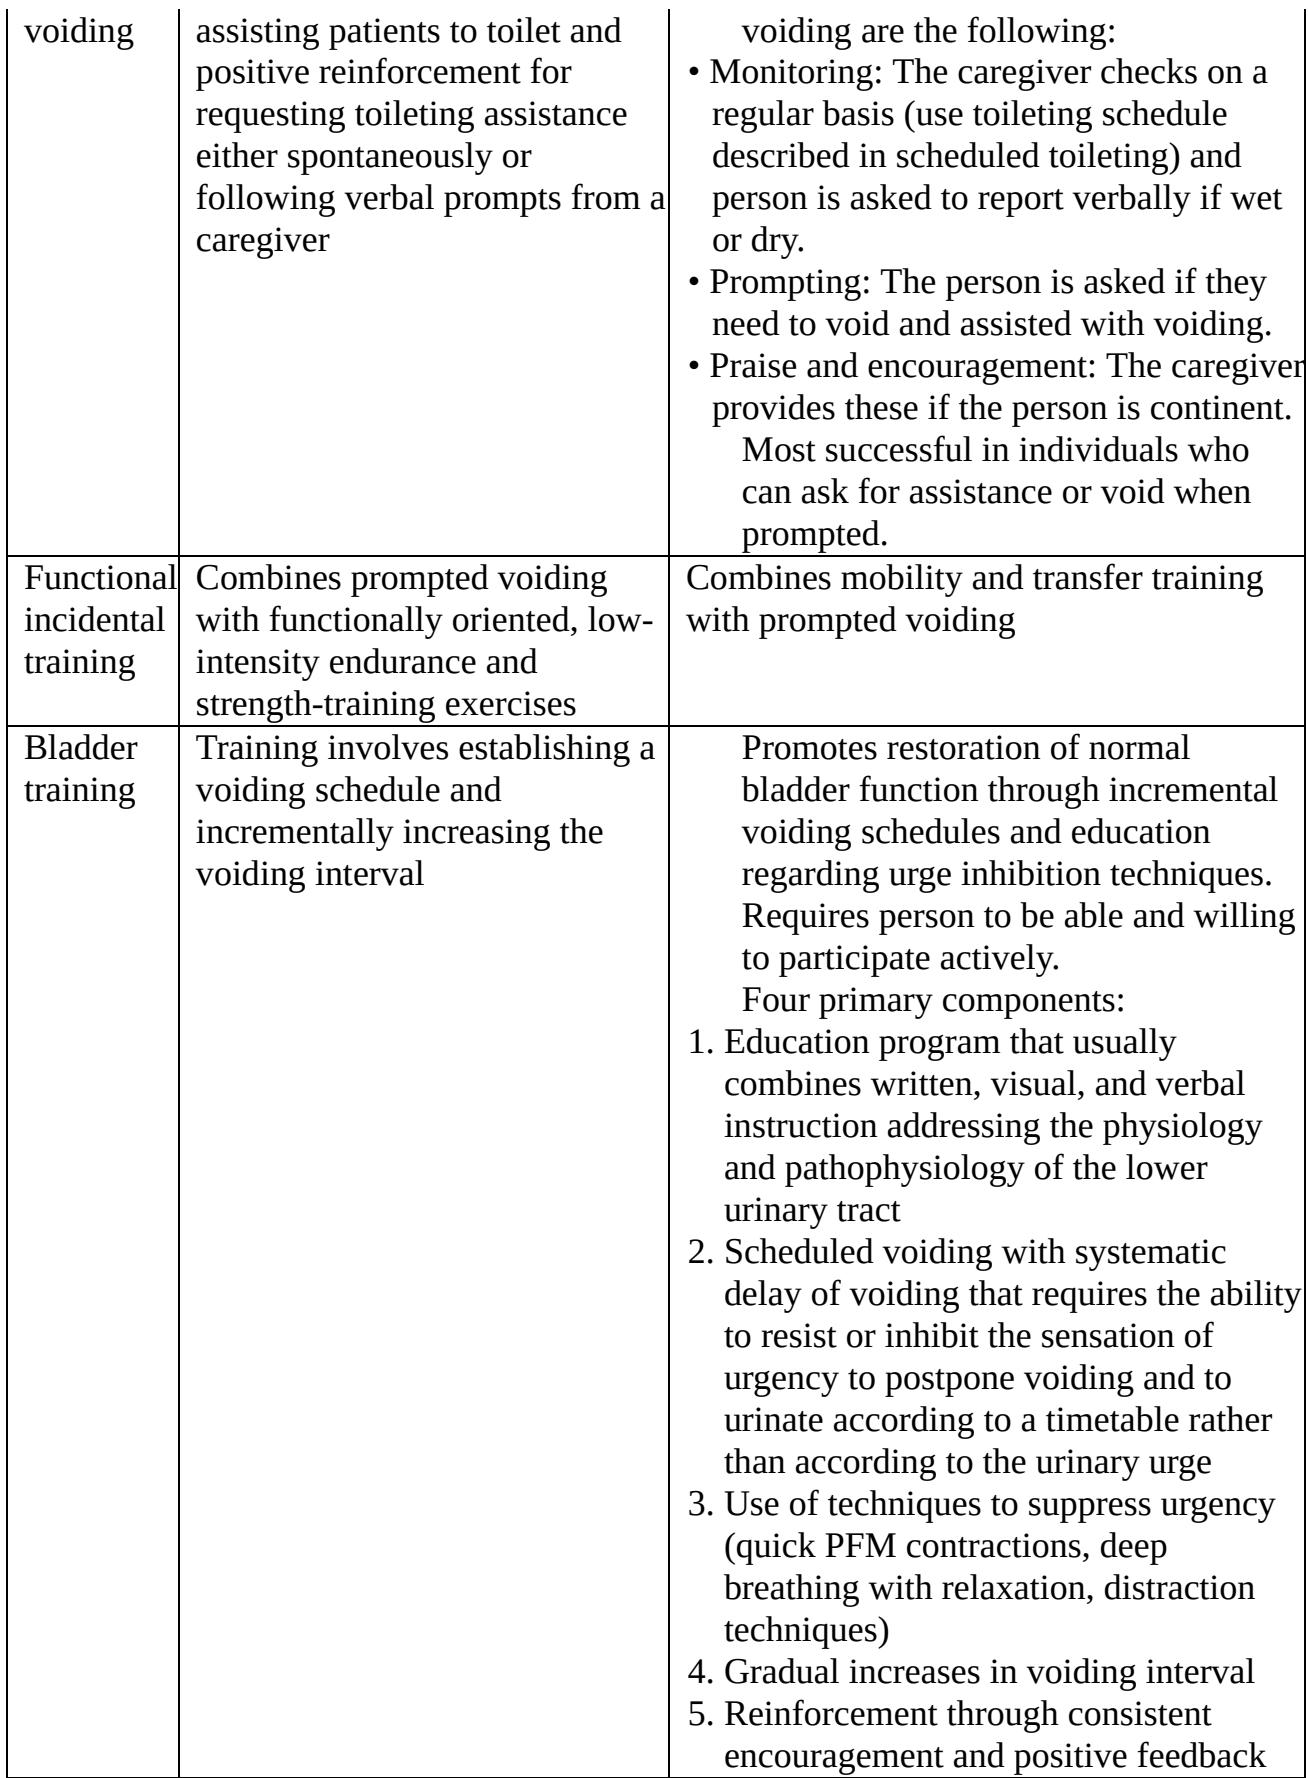 voiding
assisting patients to toilet and
positive reinforcement for
requesting toileting assistance
either spontaneously or
following verbal prompts from a
caregiver
voiding are the following:
• Monitoring: The caregiver checks on a
regular basis (use toileting schedule
described in scheduled toileting) and
person is asked to report verbally if wet
or dry.
• Prompting: The person is asked if they
need to void and assisted with voiding.
• Praise and encouragement: The caregiver
provides these if the person is continent.
Most successful in individuals who
can ask for assistance or void when
prompted.
Functional
incidental
training
Combines prompted voiding
with functionally oriented, low-
intensity endurance and
strength-training exercises
Combines mobility and transfer training
with prompted voiding
Bladder
training
Training involves establishing a
voiding schedule and
incrementally increasing the
voiding interval
Promotes restoration of normal
bladder function through incremental
voiding schedules and education
regarding urge inhibition techniques.
Requires person to be able and willing
to participate actively.
Four primary components:
1. Education program that usually
combines written, visual, and verbal
instruction addressing the physiology
and pathophysiology of the lower
urinary tract
2. Scheduled voiding with systematic
delay of voiding that requires the ability
to resist or inhibit the sensation of
urgency to postpone voiding and to
urinate according to a timetable rather
than according to the urinary urge
3. Use of techniques to suppress urgency
(quick PFM contractions, deep
breathing with relaxation, distraction
techniques)
4. Gradual increases in voiding interval
5. Reinforcement through consistent
encouragement and positive feedback